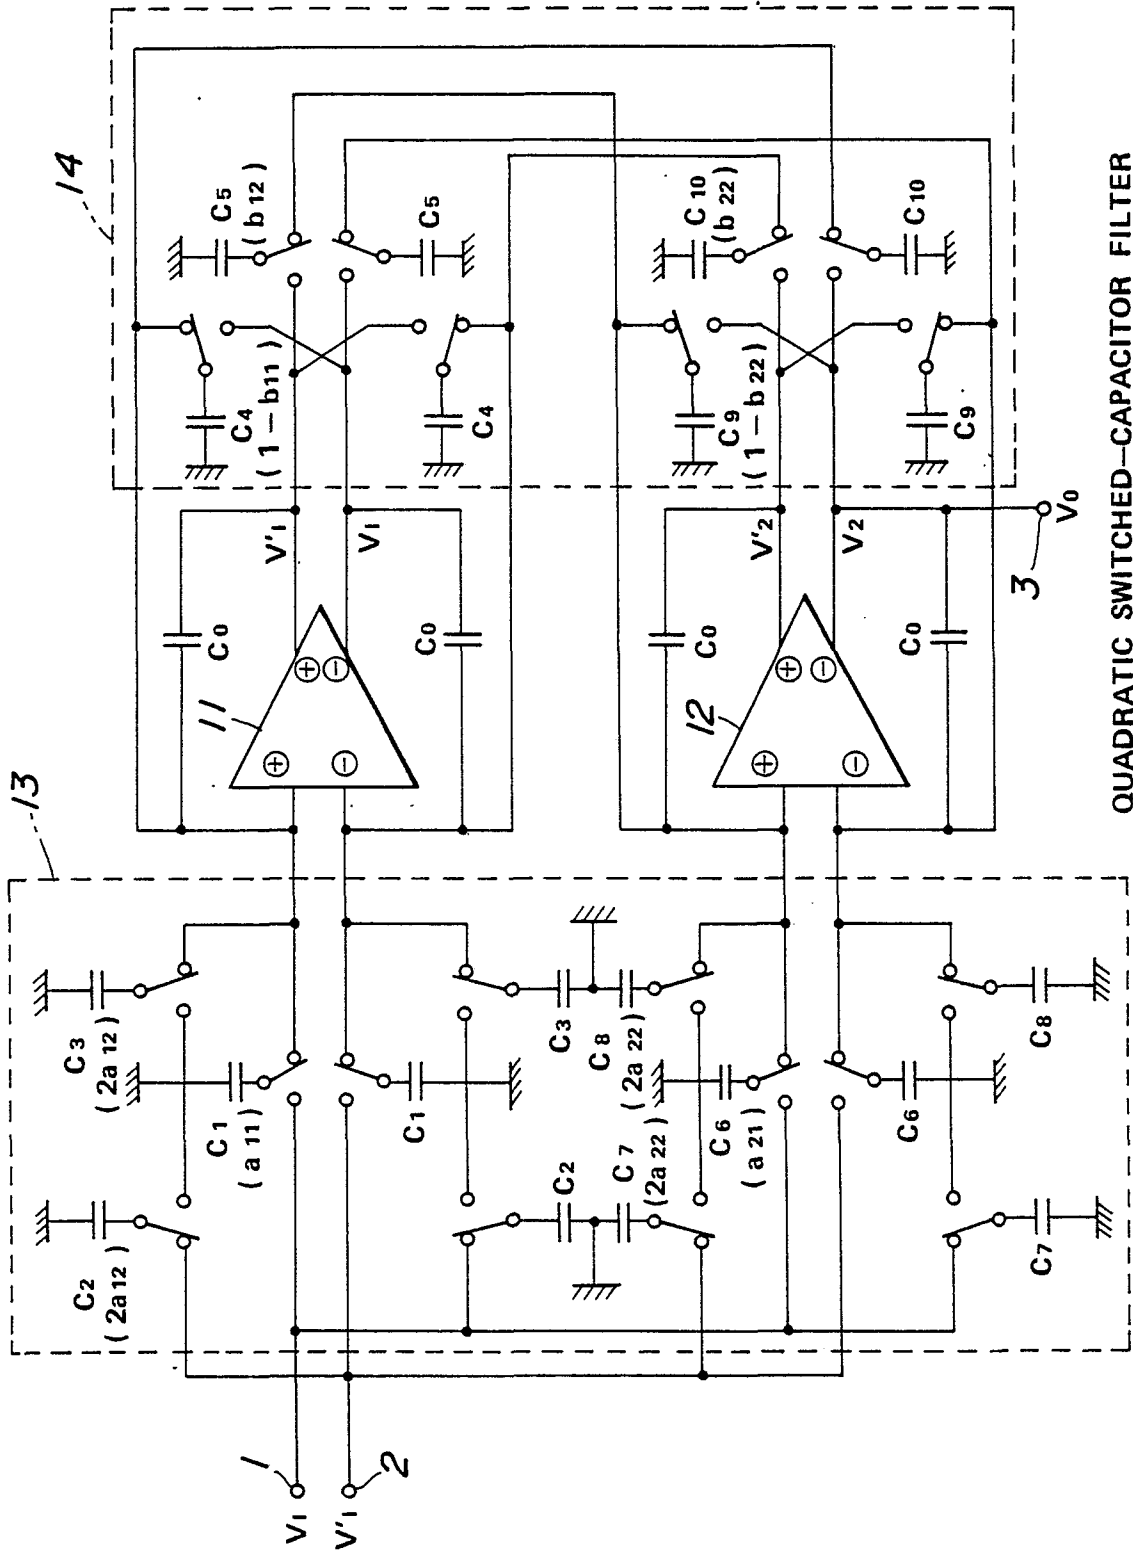 14
C5
(b12)
C5
C10
(b22)
C10
C4
(1-b11)
C4
C9
(1-b22)
C9
V'1
V1
V'2
V2
3
V0
C0
C0
C0
C0
11
⊕
⊖
⊕
⊖
12
⊕
⊖
⊕
⊖
13
C3
(2a12)
C3
C8
(2a22)
C8
C1
(a11)
C1
C6
(a21)
C6
C2
(2a12)
C2
C7
(2a22)
C7
1
2
VI
V'I
QUADRATIC SWITCHED-CAPACITOR FILTER